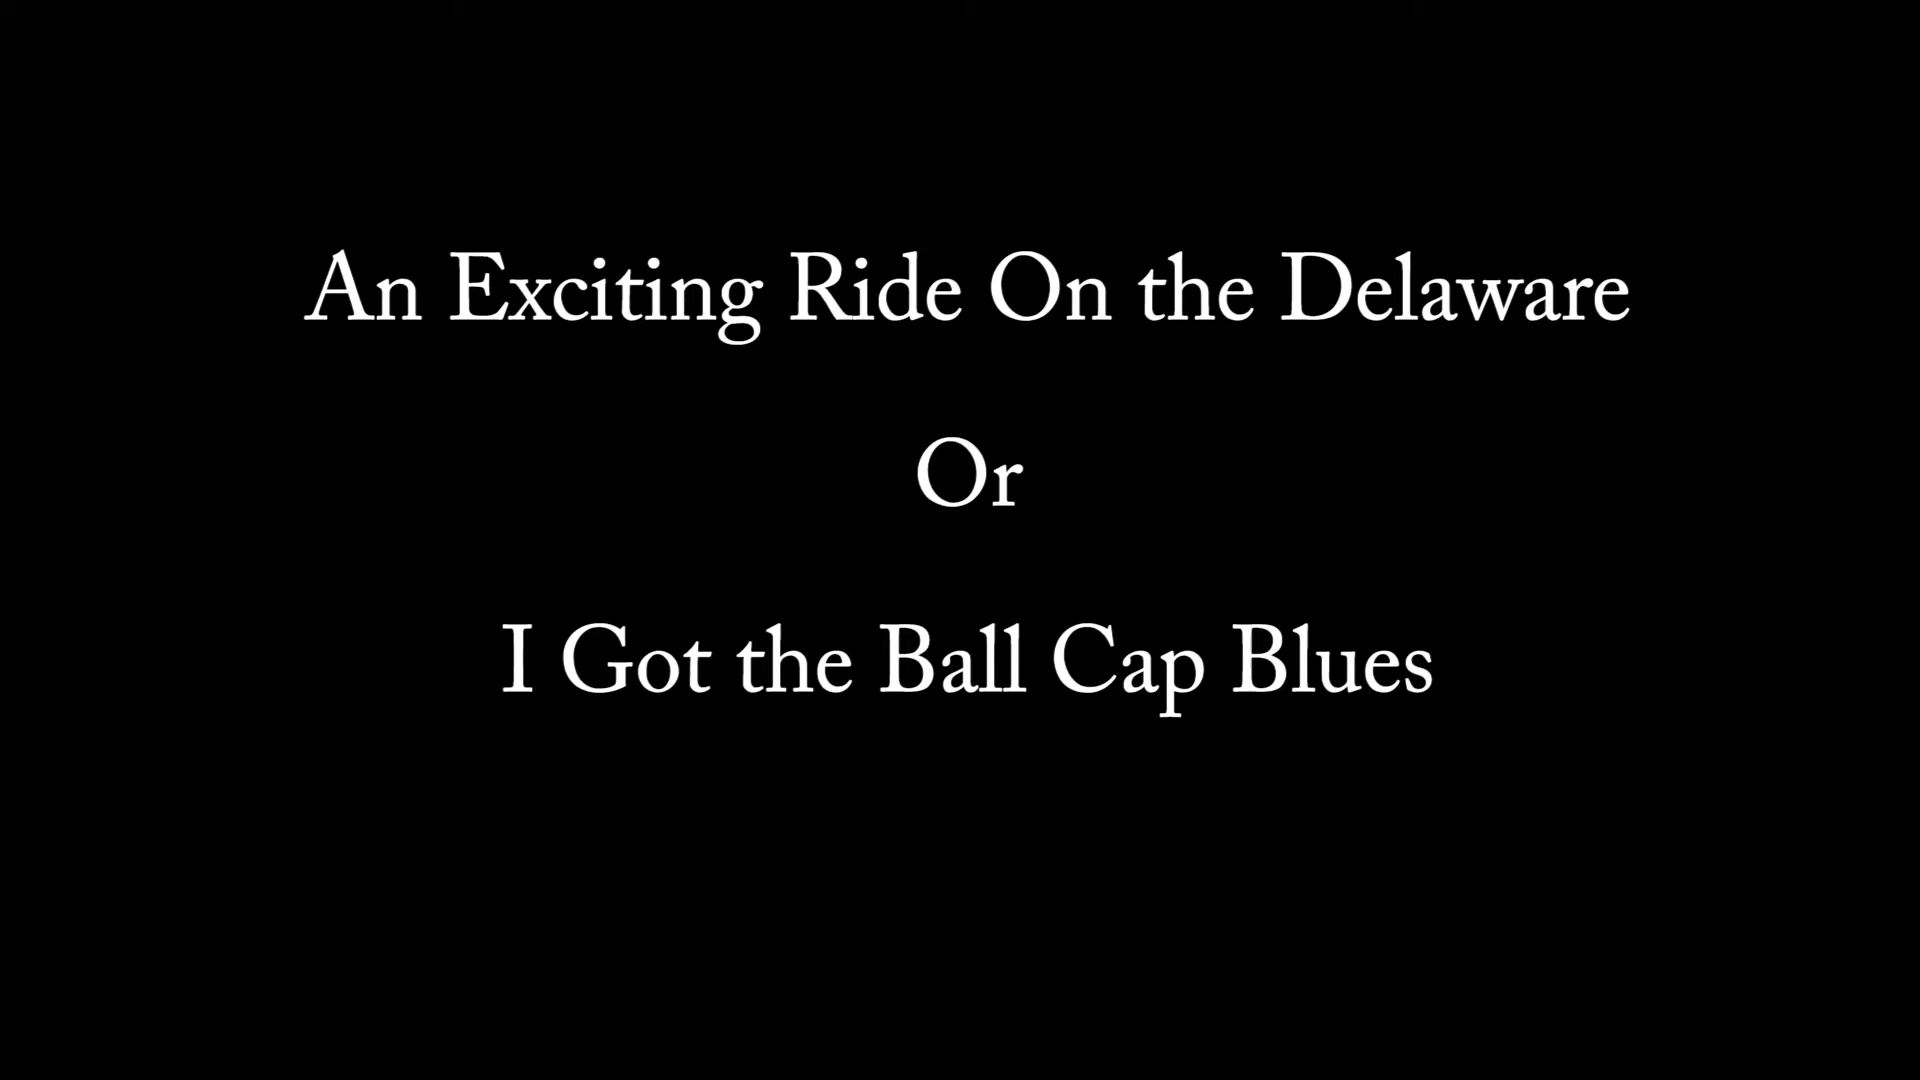 An Exciting Ride On the Delaware
Or
I Got the Ball Cap Blues